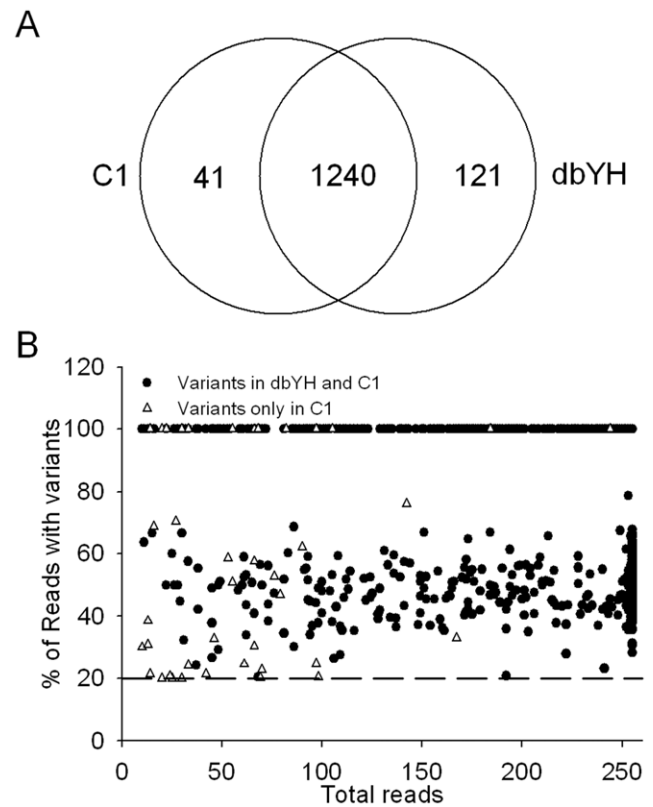 A
C1 41 1240 121 dbYH
B
120
● Variants in dbYH and C1
△ Variants only in C1
100
80
60
40
20
0
% of Reads with variants
0 50 100 150 200 250
Total reads